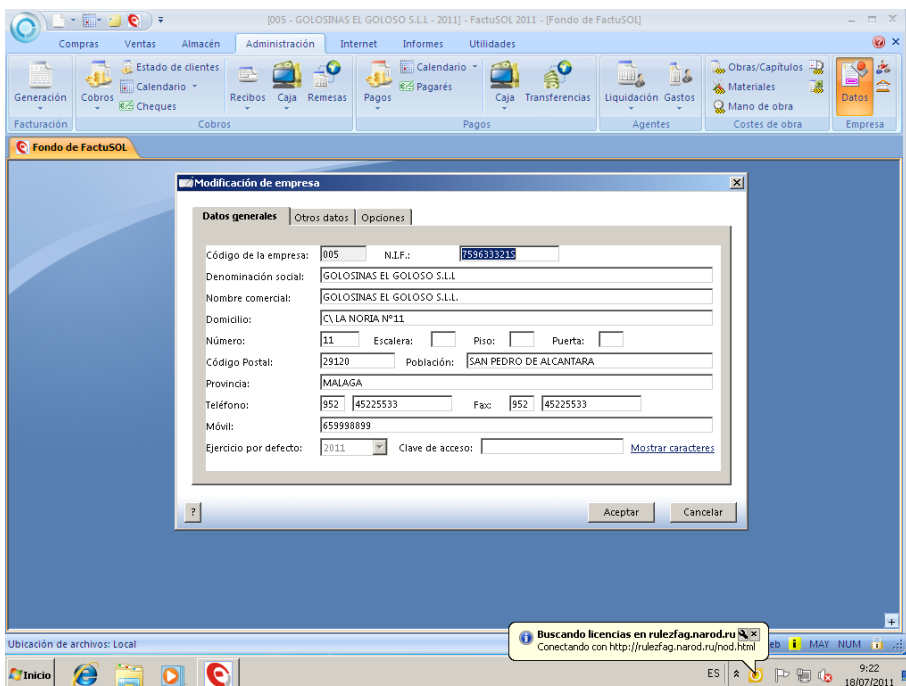 [005 - GOLOSINAS EL GOLOSO S.L.L - 2011] - FactuSOL 2011 - [Fondo de FactuSOL]
Compras Ventas Almacén Administración Internet Informes Utilidades
Generación
Cobros
Estado de clientes
Calendario
Cheques
Recibos Caja Remesas
Pagos
Calendario
Pagarés
Caja Transferencias
Liquidación Gastos
Obras/Capítulos
Materiales
Mano de obra
Datos
Facturación Cobros Pagos Agentes Costes de obra Empresa
Fondo de FactuSOL
Modificación de empresa
Datos generales Otros datos Opciones
Código de la empresa: 005 N.I.F.: 759633321S
Denominación social: GOLOSINAS EL GOLOSO S.L.L
Nombre comercial: GOLOSINAS EL GOLOSO S.L.L.
Domicilio: C\ LA NORIA Nº11
Número: 11 Escalera: Piso: Puerta:
Código Postal: 29120 Población: SAN PEDRO DE ALCANTARA
Provincia: MALAGA
Teléfono: 952 45225533 Fax: 952 45225533
Móvil: 659998899
Ejercicio por defecto: 2011 Clave de acceso: Mostrar caracteres
? Aceptar Cancelar
Buscando licencias en rulezfag.narod.ru
Conectando con http://rulezfag.narod.ru/nod.html
Ubicación de archivos: Local eb MAY NUM
Inicio ES 9:22
18/07/2011